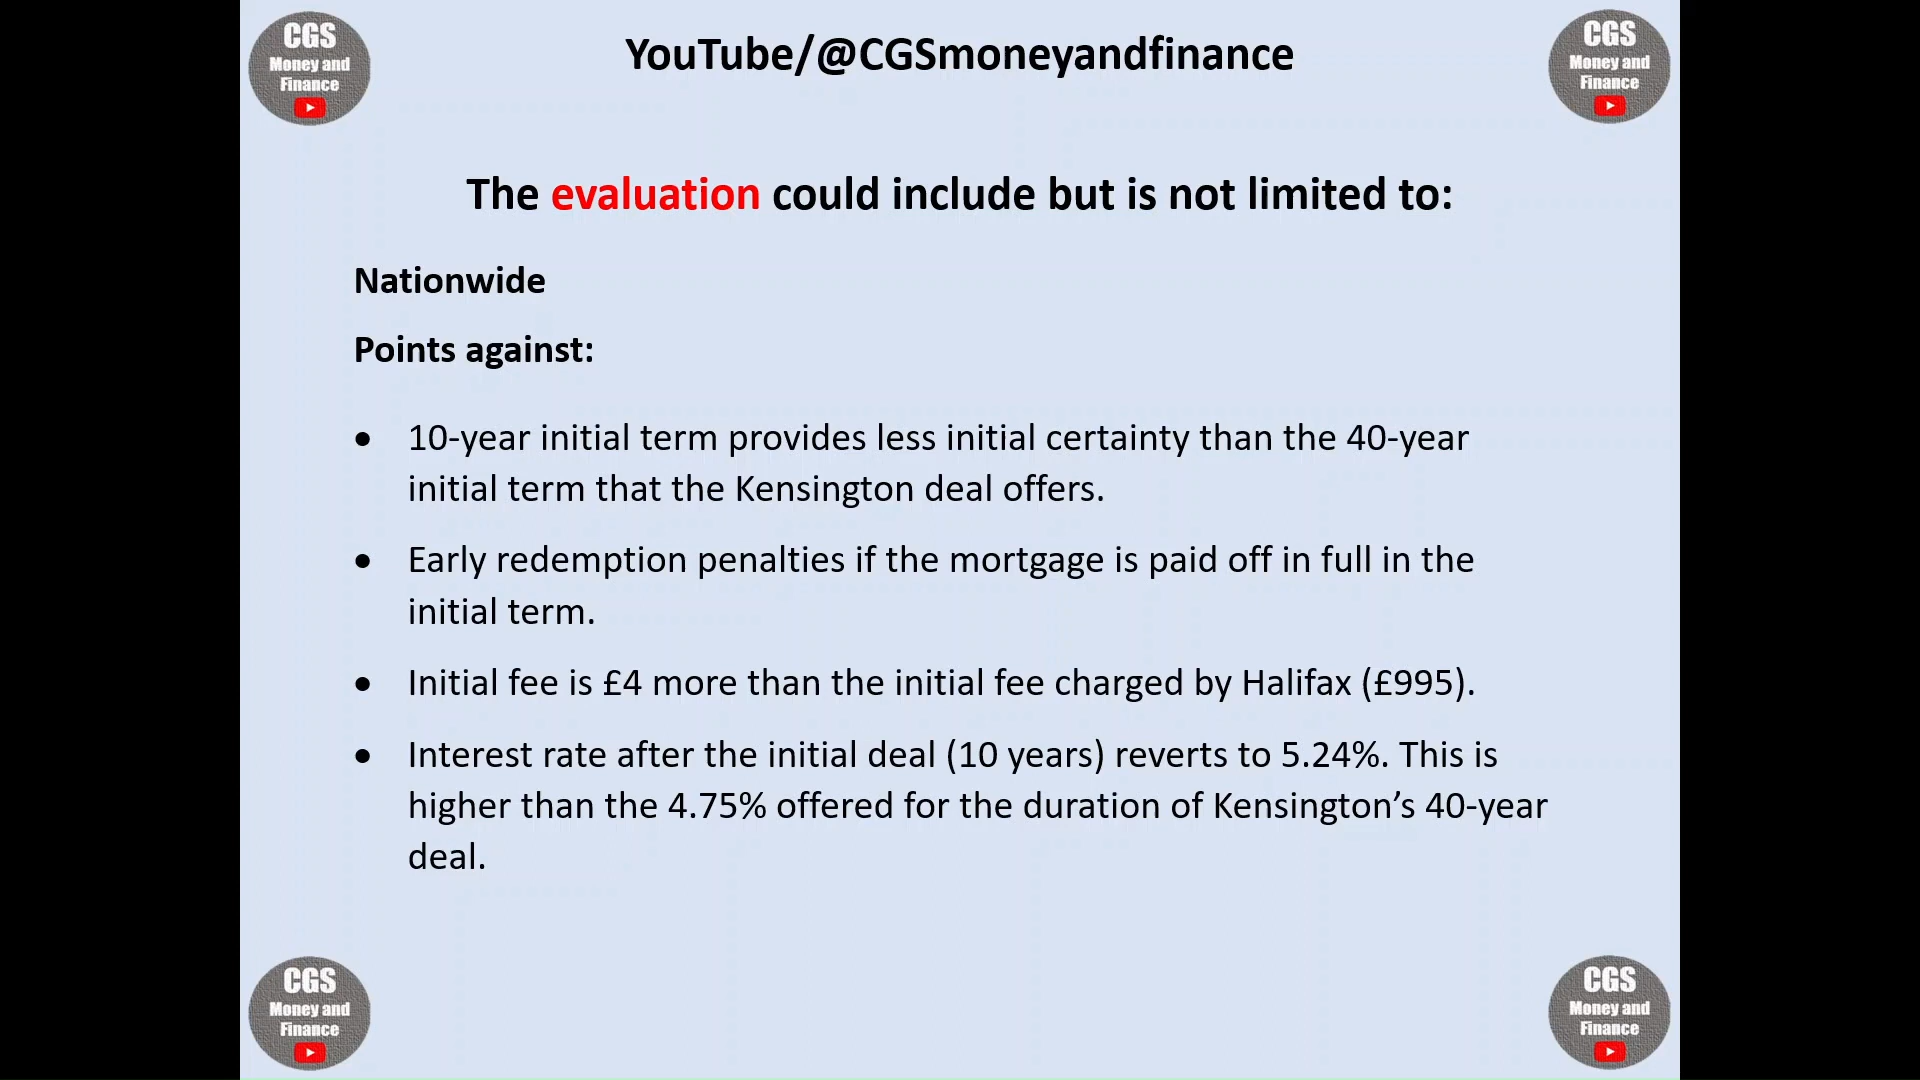 CGS
Money and
Finance
YouTube/@CGSmoneyandfinance
CGS
Money and
Finance
The evaluation could include but is not limited to:
Nationwide
Points against:
• 10-year initial term provides less initial certainty than the 40-year
initial term that the Kensington deal offers.
• Early redemption penalties if the mortgage is paid off in full in the
initial term.
• Initial fee is £4 more than the initial fee charged by Halifax (£995).
• Interest rate after the initial deal (10 years) reverts to 5.24%. This is
higher than the 4.75% offered for the duration of Kensington’s 40-year
deal.
CGS
Money and
Finance
CGS
Money and
Finance